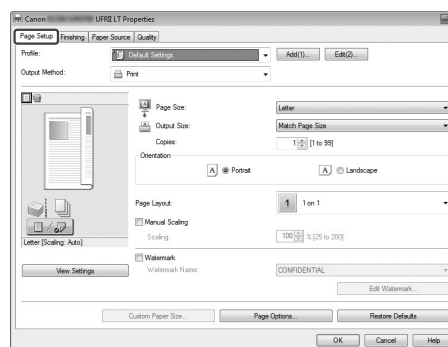 Canon UFRII LT Properties
Page Setup Finishing Paper Source Quality
Profile: Default Settings Add(1)... Edit(2)...
Output Method: Print
Page Size: Letter
Output Size: Match Page Size
Copies: 1 [1 to 99]
Orientation
A Portrait A Landscape
Page Layout: 1 1 on 1
Manual Scaling
Scaling: 100 % [25 to 200]
Letter [Scaling: Auto]
View Settings
Watermark
Watermark Name: CONFIDENTIAL
Edit Watermark...
Custom Paper Size... Page Options... Restore Defaults
OK Cancel Help